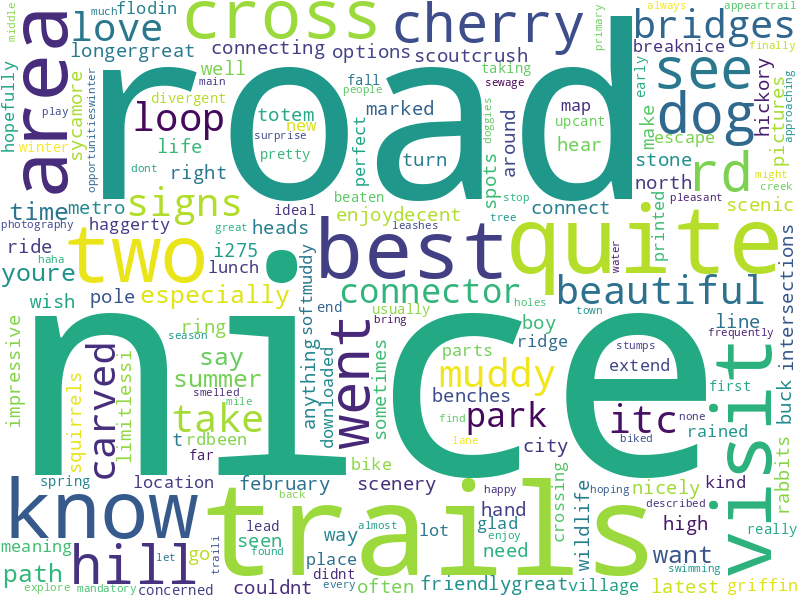 flodin
much
always
appeartrail
love
cross
cherry
bridges
middle
longergreat
connecting
options
scoutcrush
primary
breaknice
finally
area
road
see
hopefully
sycamore
well
fall
taking
sewage
hickory
pictures
approaching
opportunitieswinter
main
divergent
people
map
early
dog
play
loop
totem
new
marked
spots
doggies
upcant
make
escape
winter
surprise
perfect
around
hear
life
pretty
turn
stone
rd
might
dont
right
north
creek
time
metro
signs
beaten
ideal
stop
connect
printed
pleasant
scenic
photography
haggerty
heads
enjoydecent
tree
ride
great
leashes
two
i275
best
quite
haha
lunch
water
youre
connector
beautiful
intersections
wish
pole
especially
softmuddy
usually
holes
town
buck
impressive
season
ring
end
bring
boy
line
frequently
nice
say
went
anything
sometimes
parts
ridge
stumps
visit
carved
summer
downloaded
muddy
extend
first
squirrels
limitlessi
take
smelled
mile
benches
park
itc
none
t
rdbeen
find
city
biked
rained
far
bike
lane
rabbits
spring
location
february
scenery
happy
hoping
nicely
kind
know
trails
back
hand
crossing
wildlife
high
described
meaning
hill
lead
seen
way
lot
glad
really
go
found
place
almost
need
want
path
let
traili
didnt
enjoy
explore
mandatory
concerned
couldnt
every
often
friendlygreat
swimming
village
latest
griffin